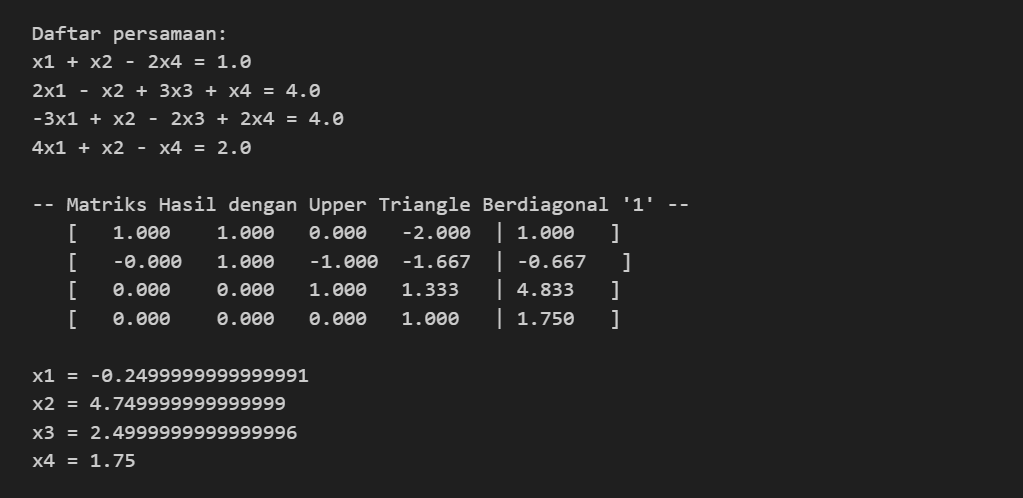 Daftar persamaan:
x1 + x2 - 2x4 = 1.0
2x1 - x2 + 3x3 + x4 = 4.0
-3x1 + x2 - 2x3 + 2x4 = 4.0
4x1 + x2 - x4 = 2.0
-- Matriks Hasil dengan Upper Triangle Berdiagonal '1' --
[   1.000    1.000   0.000   -2.000  | 1.000   ]
[   -0.000   1.000   -1.000  -1.667  | -0.667   ]
[   0.000    0.000   1.000   1.333   | 4.833   ]
[   0.000    0.000   0.000   1.000   | 1.750   ]
x1 = -0.2499999999999991
x2 = 4.749999999999999
x3 = 2.4999999999999996
x4 = 1.75